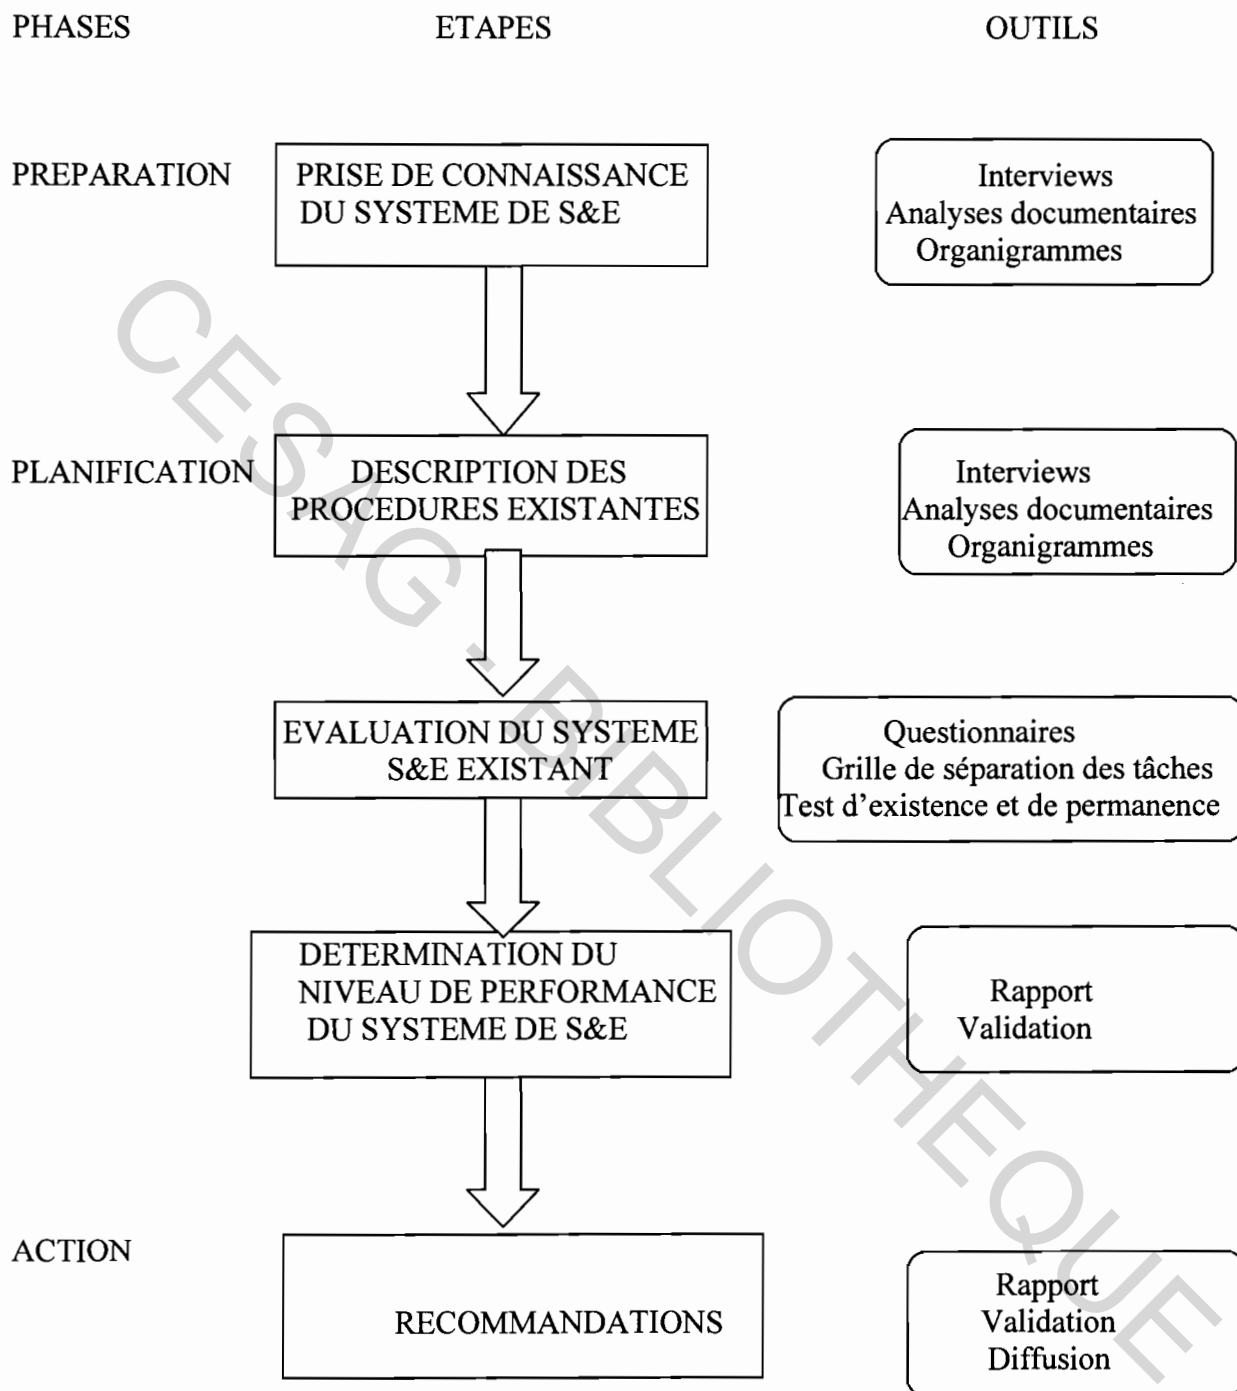 PHASES
ETAPES
OUTILS
PREPARATION
PRISE DE CONNAISSANCE
DU SYSTEME DE S&E
Interviews
Analyses documentaires
Organigrammes
PLANIFICATION
DESCRIPTION DES
PROCEDURES EXISTANTES
Interviews
Analyses documentaires
Organigrammes
EVALUATION DU SYSTEME
S&E EXISTANT
Questionnaires
Grille de séparation des tâches
Test d'existence et de permanence
DETERMINATION DU
NIVEAU DE PERFORMANCE
DU SYSTEME DE S&E
Rapport
Validation
ACTION
RECOMMANDATIONS
Rapport
Validation
Diffusion
CESAG - BIBLIOTHEQUE